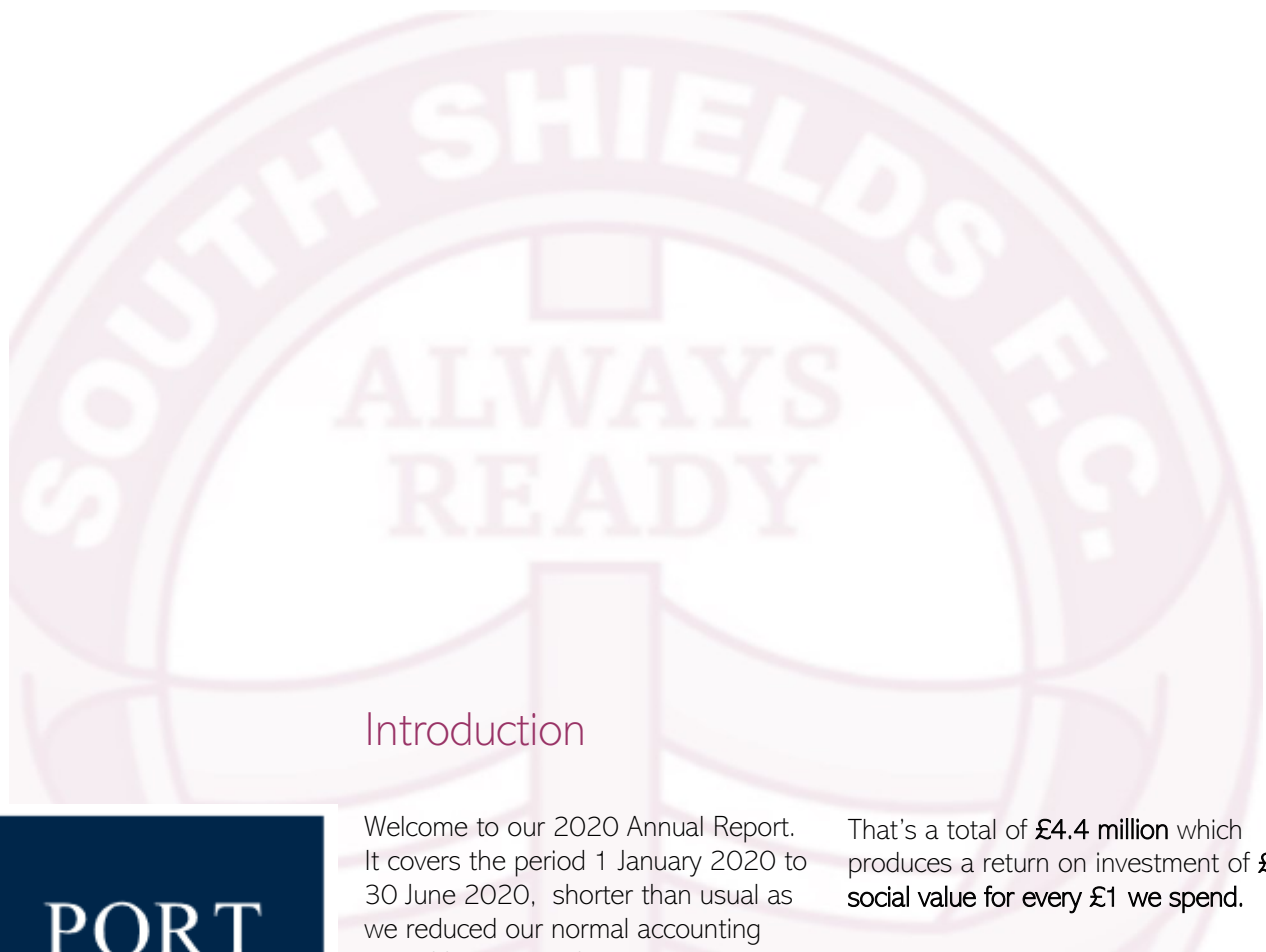 SOUTH SHIELDS F.C.
ALWAYS
READY
Introduction
PORT
Welcome to our 2020 Annual Report.
It covers the period 1 January 2020 to
30 June 2020, shorter than usual as
we reduced our normal accounting
That's a total of £4.4 million which
produces a return on investment of £
social value for every £1 we spend.